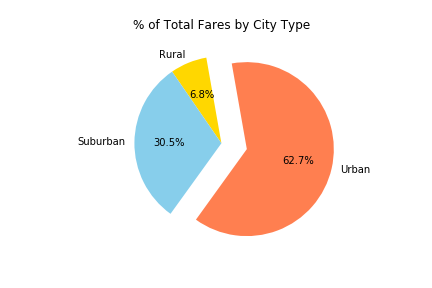 % of Total Fares by City Type
Rural
6.8%
Suburban
30.5%
62.7%
Urban